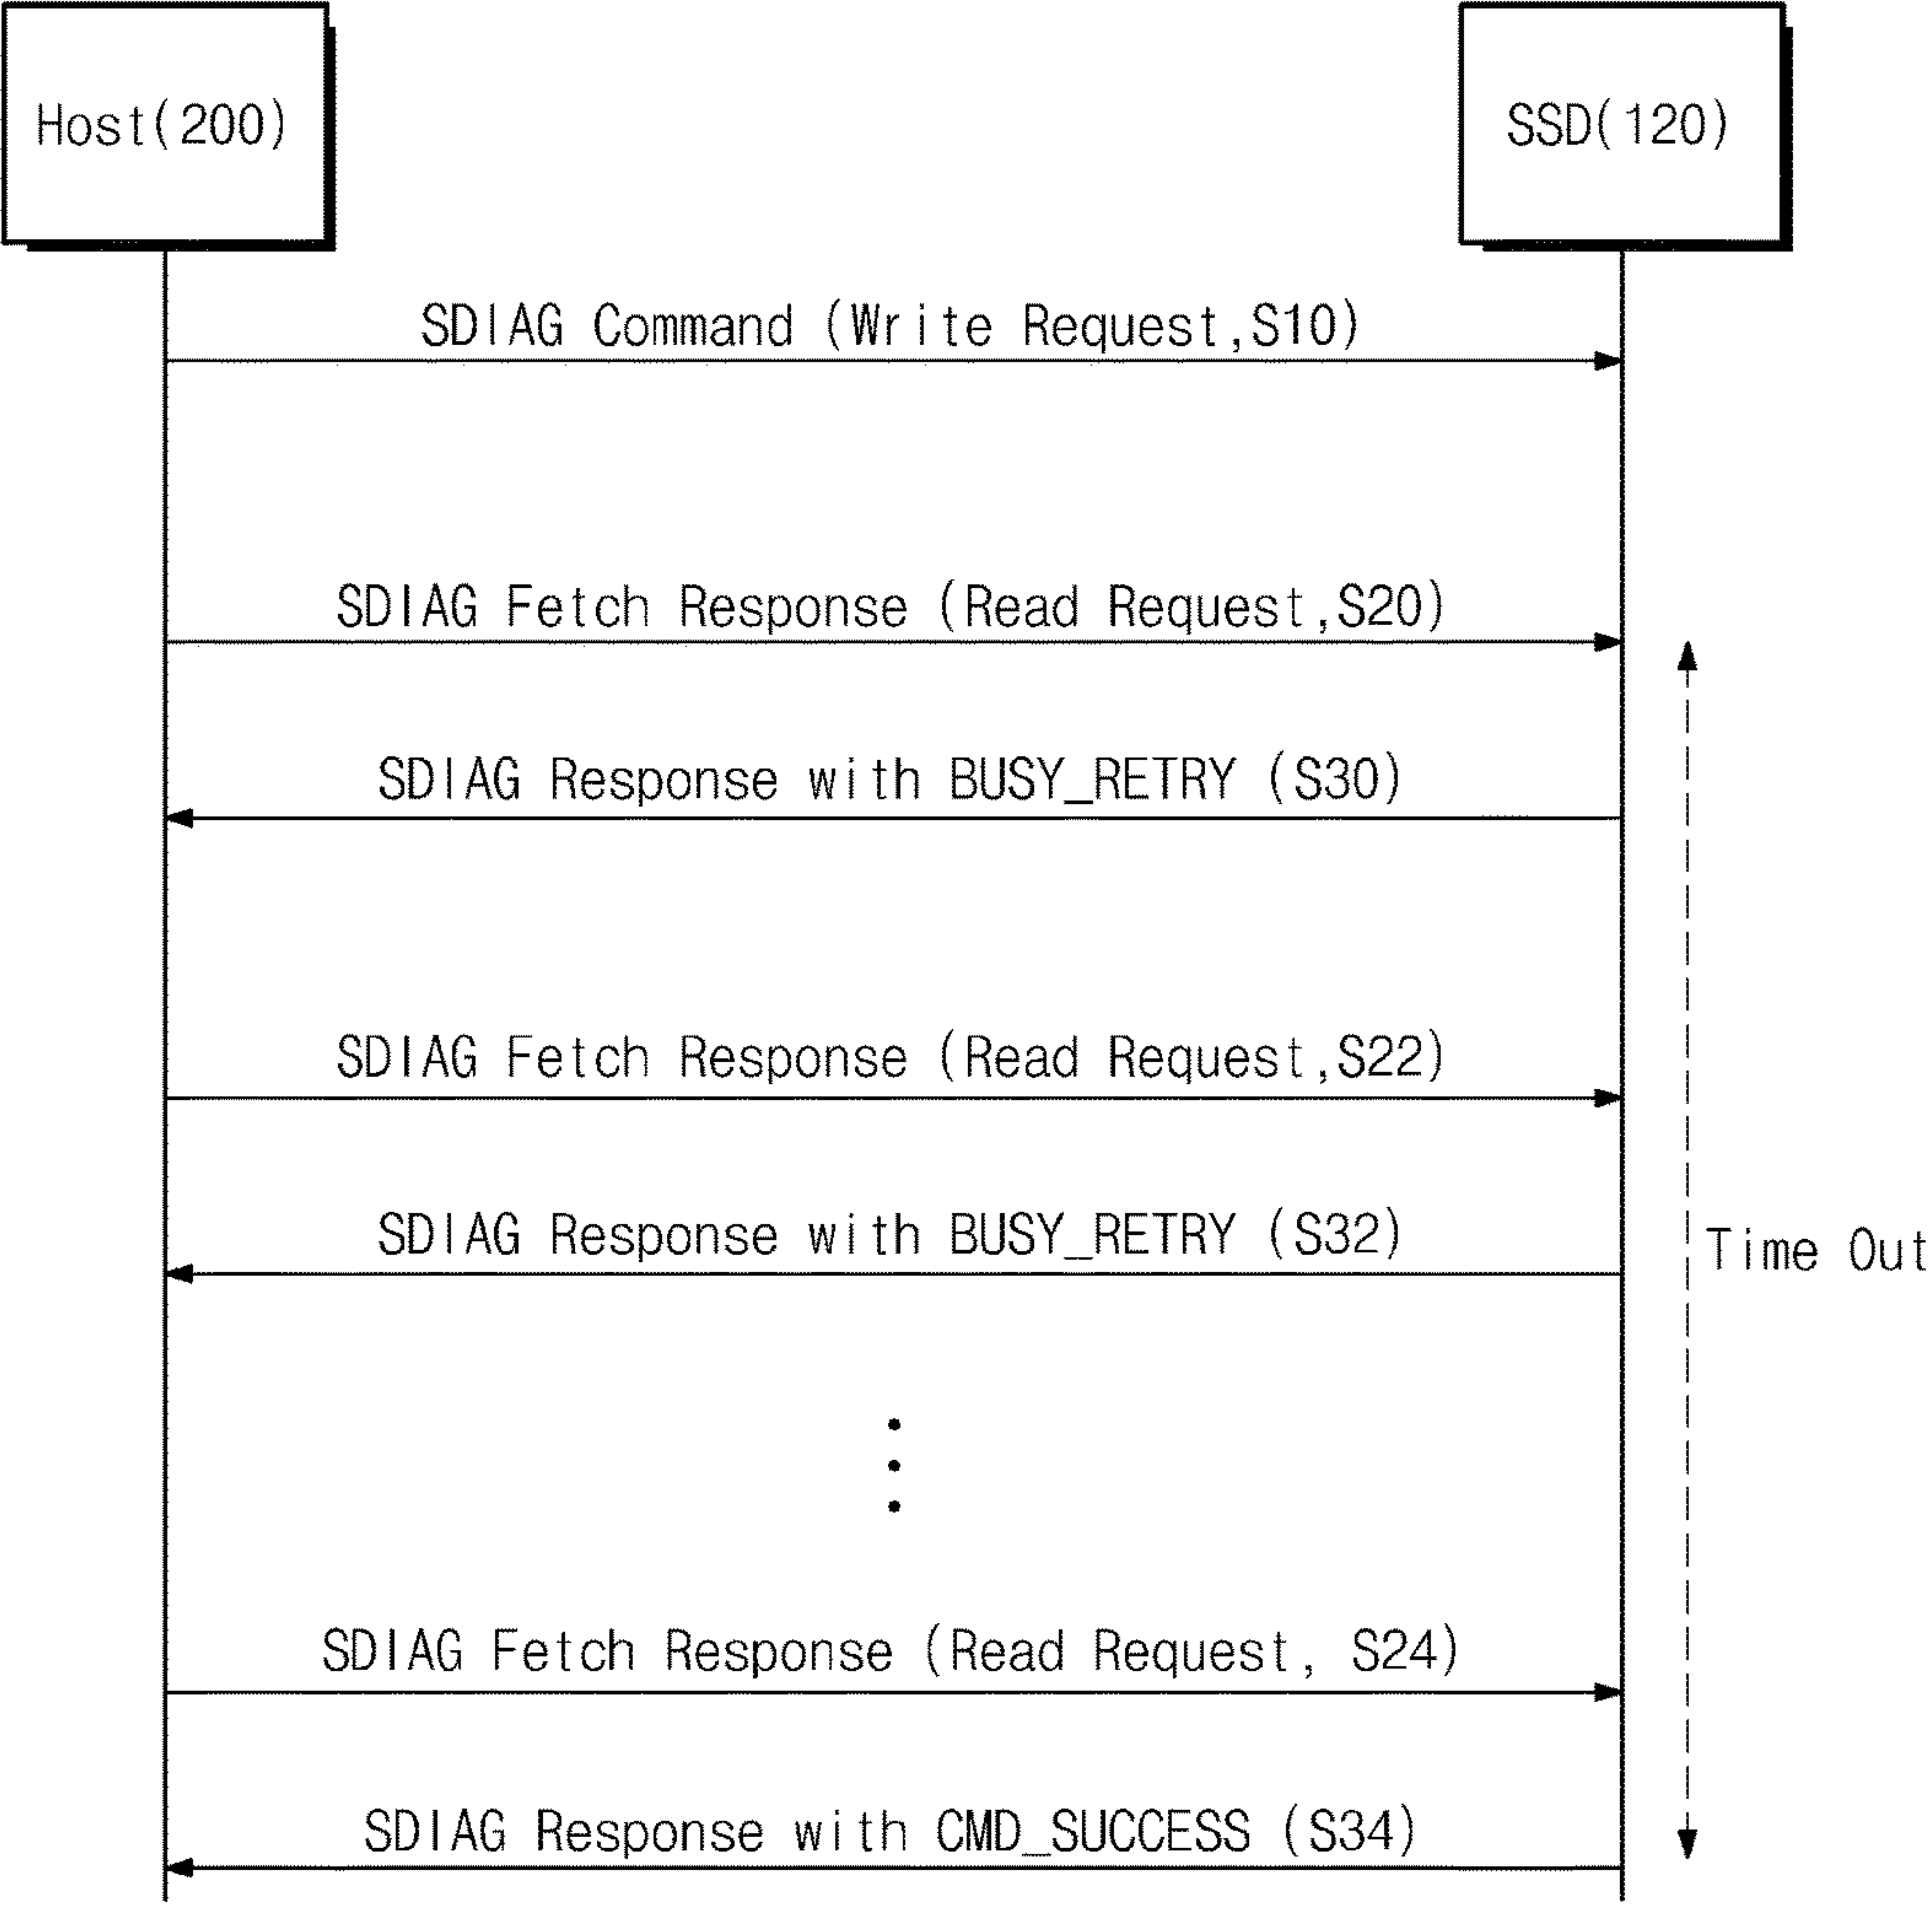 Host(200)
SSD(120)
SDIAG Command (Write Request,S10)
SDIAG Fetch Response (Read Request,S20)
SDIAG Response with BUSY_RETRY (S30)
SDIAG Fetch Response (Read Request,S22)
SDIAG Response with BUSY_RETRY (S32)
Time Out
SDIAG Fetch Response (Read Request, S24)
SDIAG Response with CMD_SUCCESS (S34)